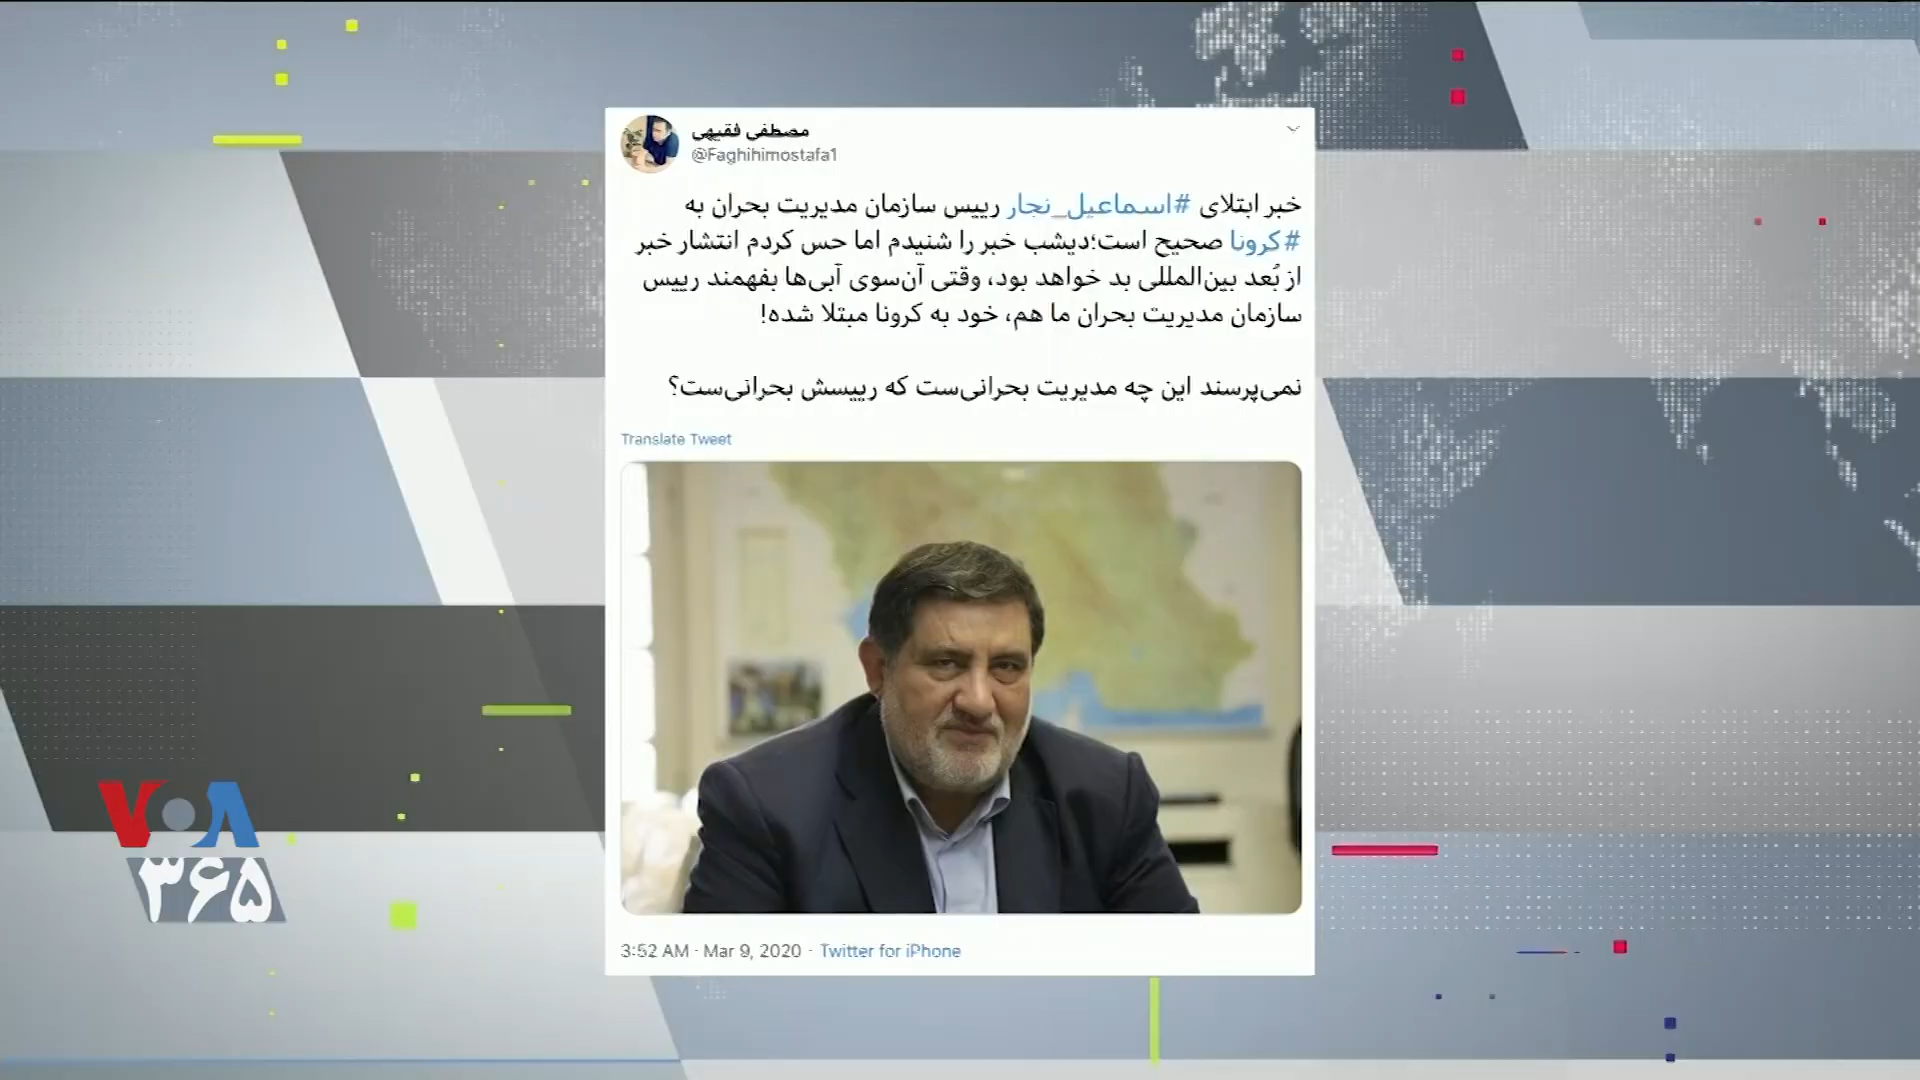 مصطفی فقیهی
@Faghihimostafa1
خبر ابتلای #اسماعیل_نجار رییس سازمان مدیریت بحران به
#کرونا صحیح است؛دیشب خبر را شنیدم اما حس کردم انتشار خبر
از بُعد بین‌المللی بد خواهد بود، وقتی آن‌سوی آبی‌ها بفهمند رییس
سازمان مدیریت بحران ما هم، خود به کرونا مبتلا شده!
نمی‌پرسند این چه مدیریت بحرانی‌ست که رییسش بحرانی‌ست؟
Translate Tweet
3:52 AM · Mar 9, 2020 · Twitter for iPhone
VOA
۳۶۵